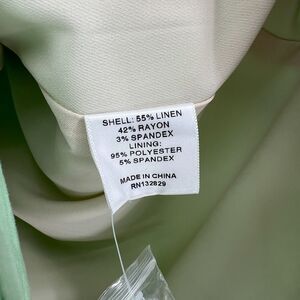 SHELL: 55% LINEN
42% RAYON
3% SPANDEX
LINING:
95% POLYESTER
5% SPANDEX
MADE IN CHINA
RN132829